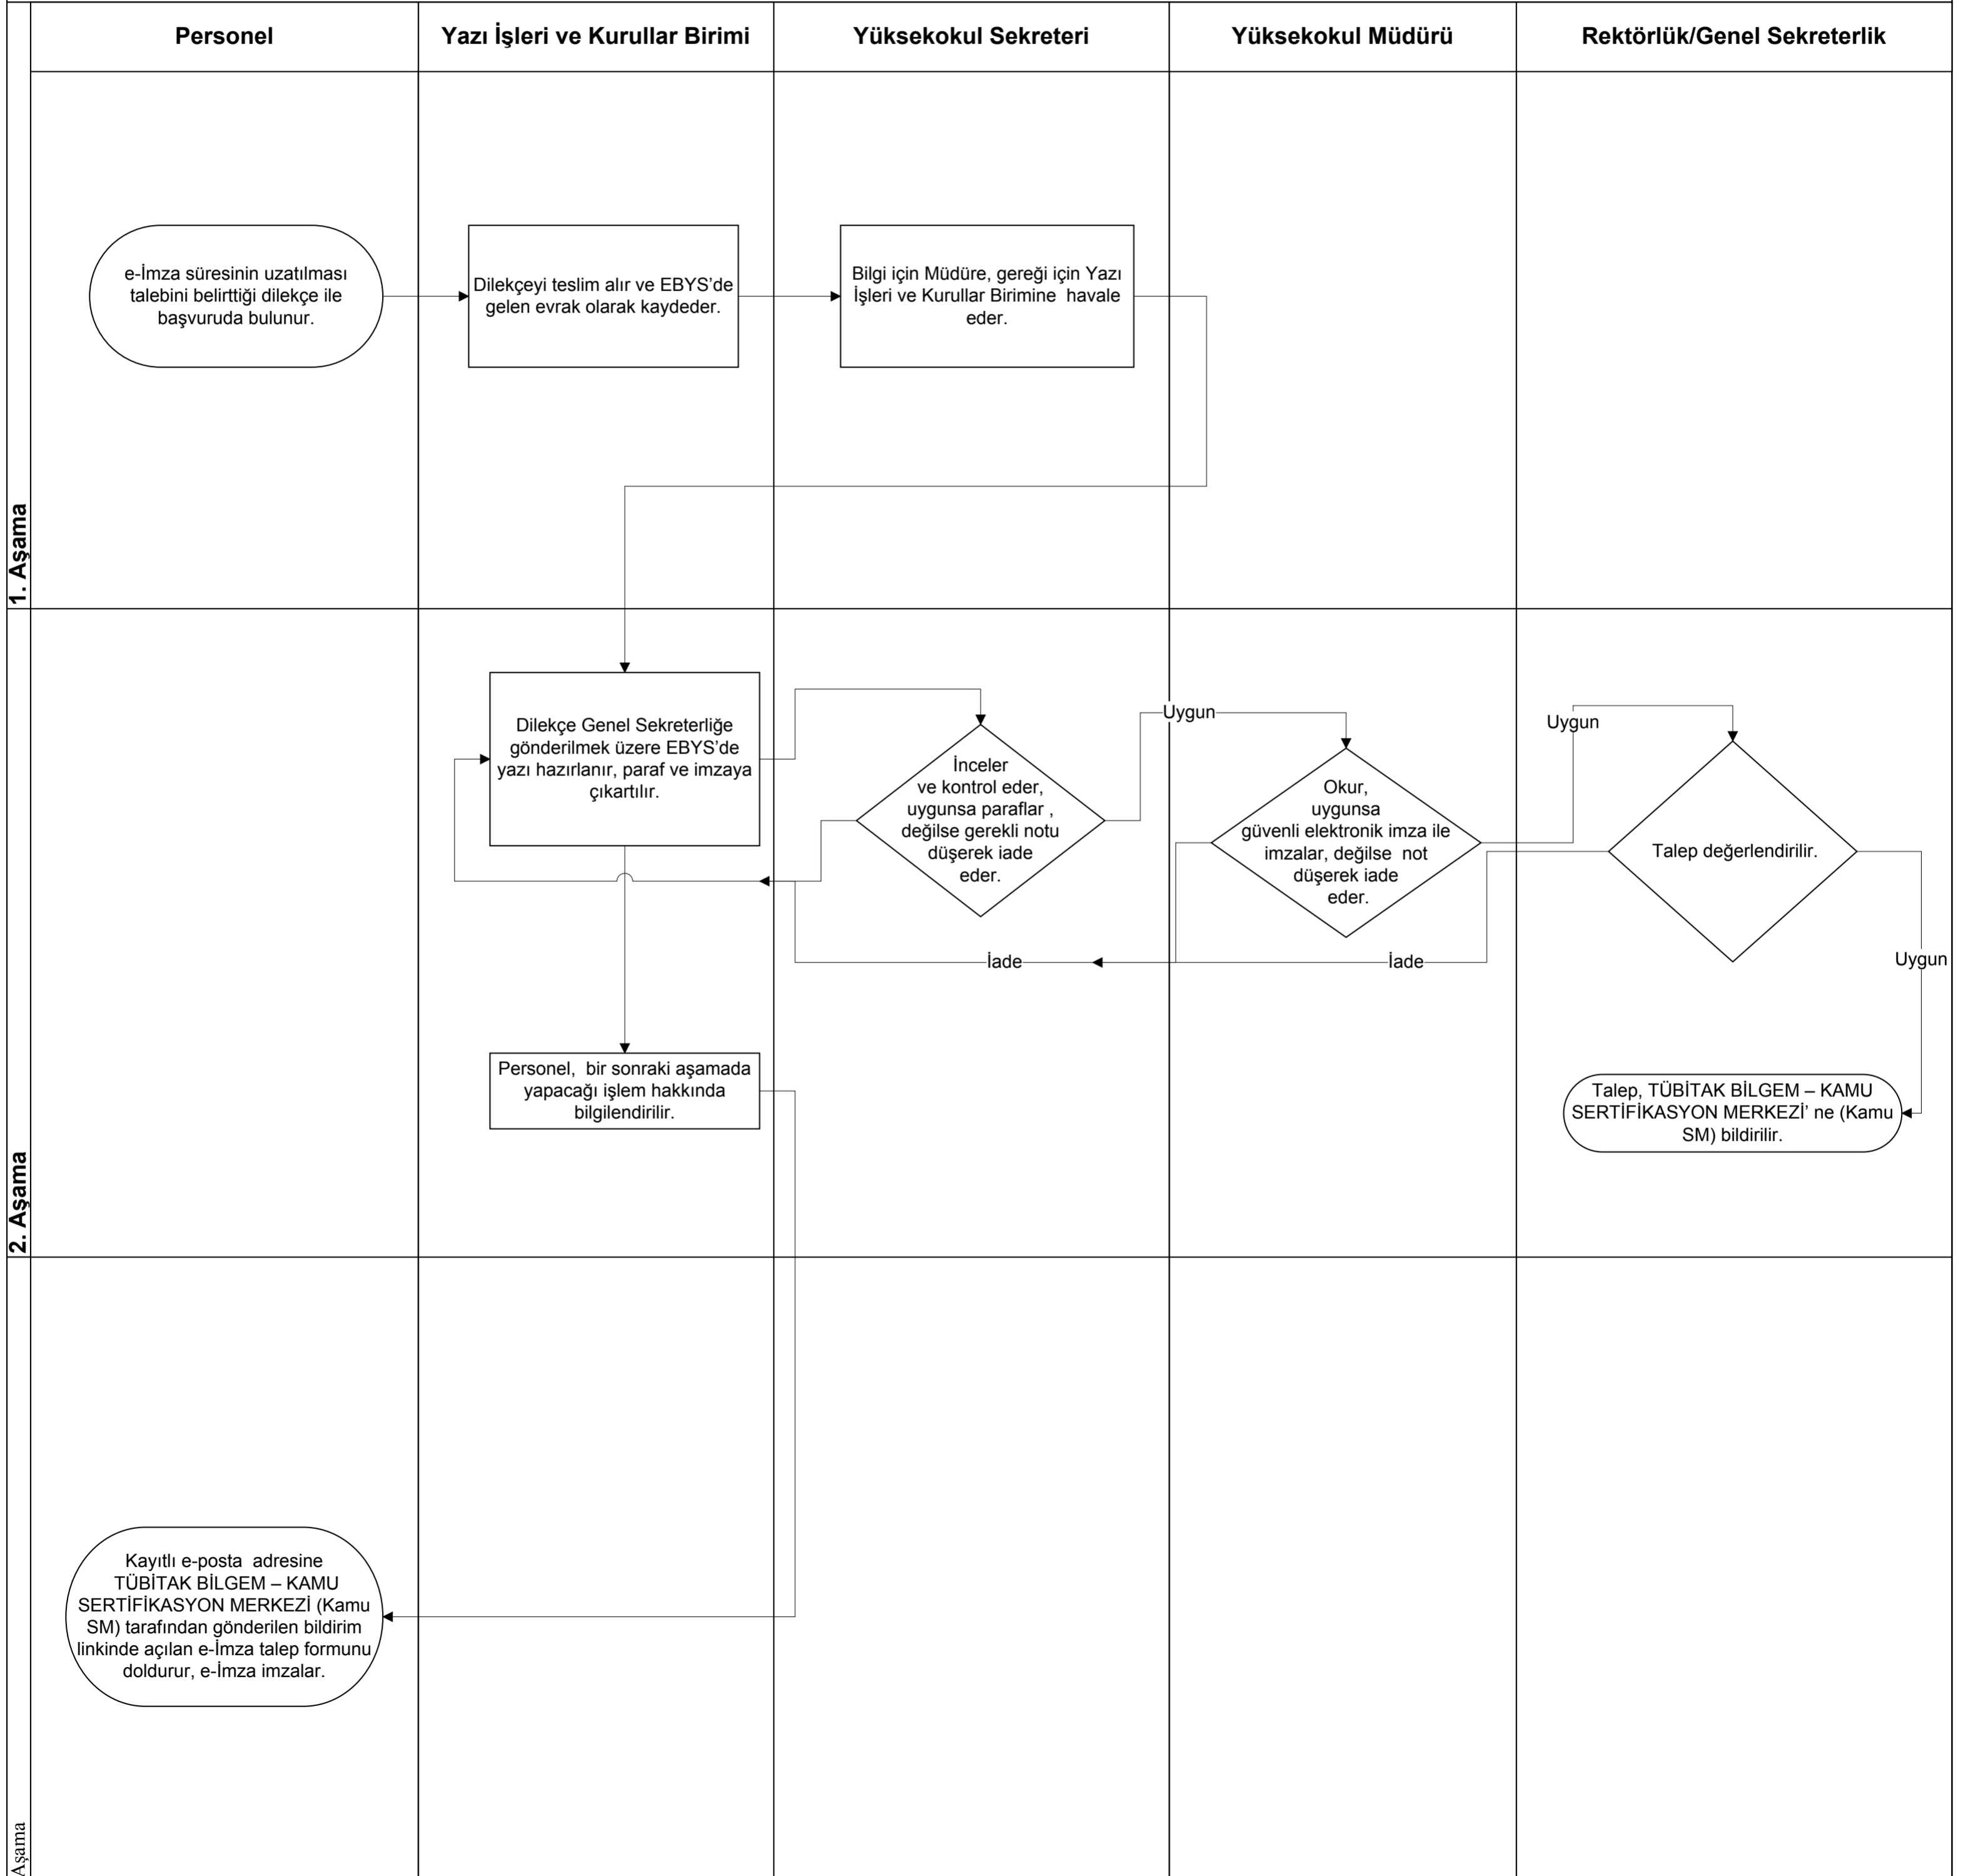 Personel
Yazı İşleri ve Kurullar Birimi
Yüksekokul Sekreteri
Yüksekokul Müdürü
Rektörlük/Genel Sekreterlik
1. Aşama
e-İmza süresinin uzatılması
talebini belirttiği dilekçe ile
başvuruda bulunur.
Dilekçeyi teslim alır ve EBYS’de
gelen evrak olarak kaydeder.
Bilgi için Müdüre, gereği için Yazı
İşleri ve Kurullar Birimine havale
eder.
2. Aşama
Dilekçe Genel Sekreterliğe
gönderilmek üzere EBYS’de
yazı hazırlanır, paraf ve imzaya
çıkartılır.
İnceler
ve kontrol eder,
uygunsa paraflar ,
değilse gerekli notu
düşerek iade
eder.
Uygun
Okur,
uygunsa
güvenli elektronik imza ile
imzalar, değilse not
düşerek iade
eder.
Uygun
Talep değerlendirilir.
İade
İade
Uygun
Personel, bir sonraki aşamada
yapacağı işlem hakkında
bilgilendirilir.
Talep, TÜBİTAK BİLGEM – KAMU
SERTİFİKASYON MERKEZİ’ ne (Kamu
SM) bildirilir.
Aşama
Kayıtlı e-posta adresine
TÜBİTAK BİLGEM – KAMU
SERTİFİKASYON MERKEZİ (Kamu
SM) tarafından gönderilen bildirim
linkinde açılan e-İmza talep formunu
doldurur, e-İmza imzalar.